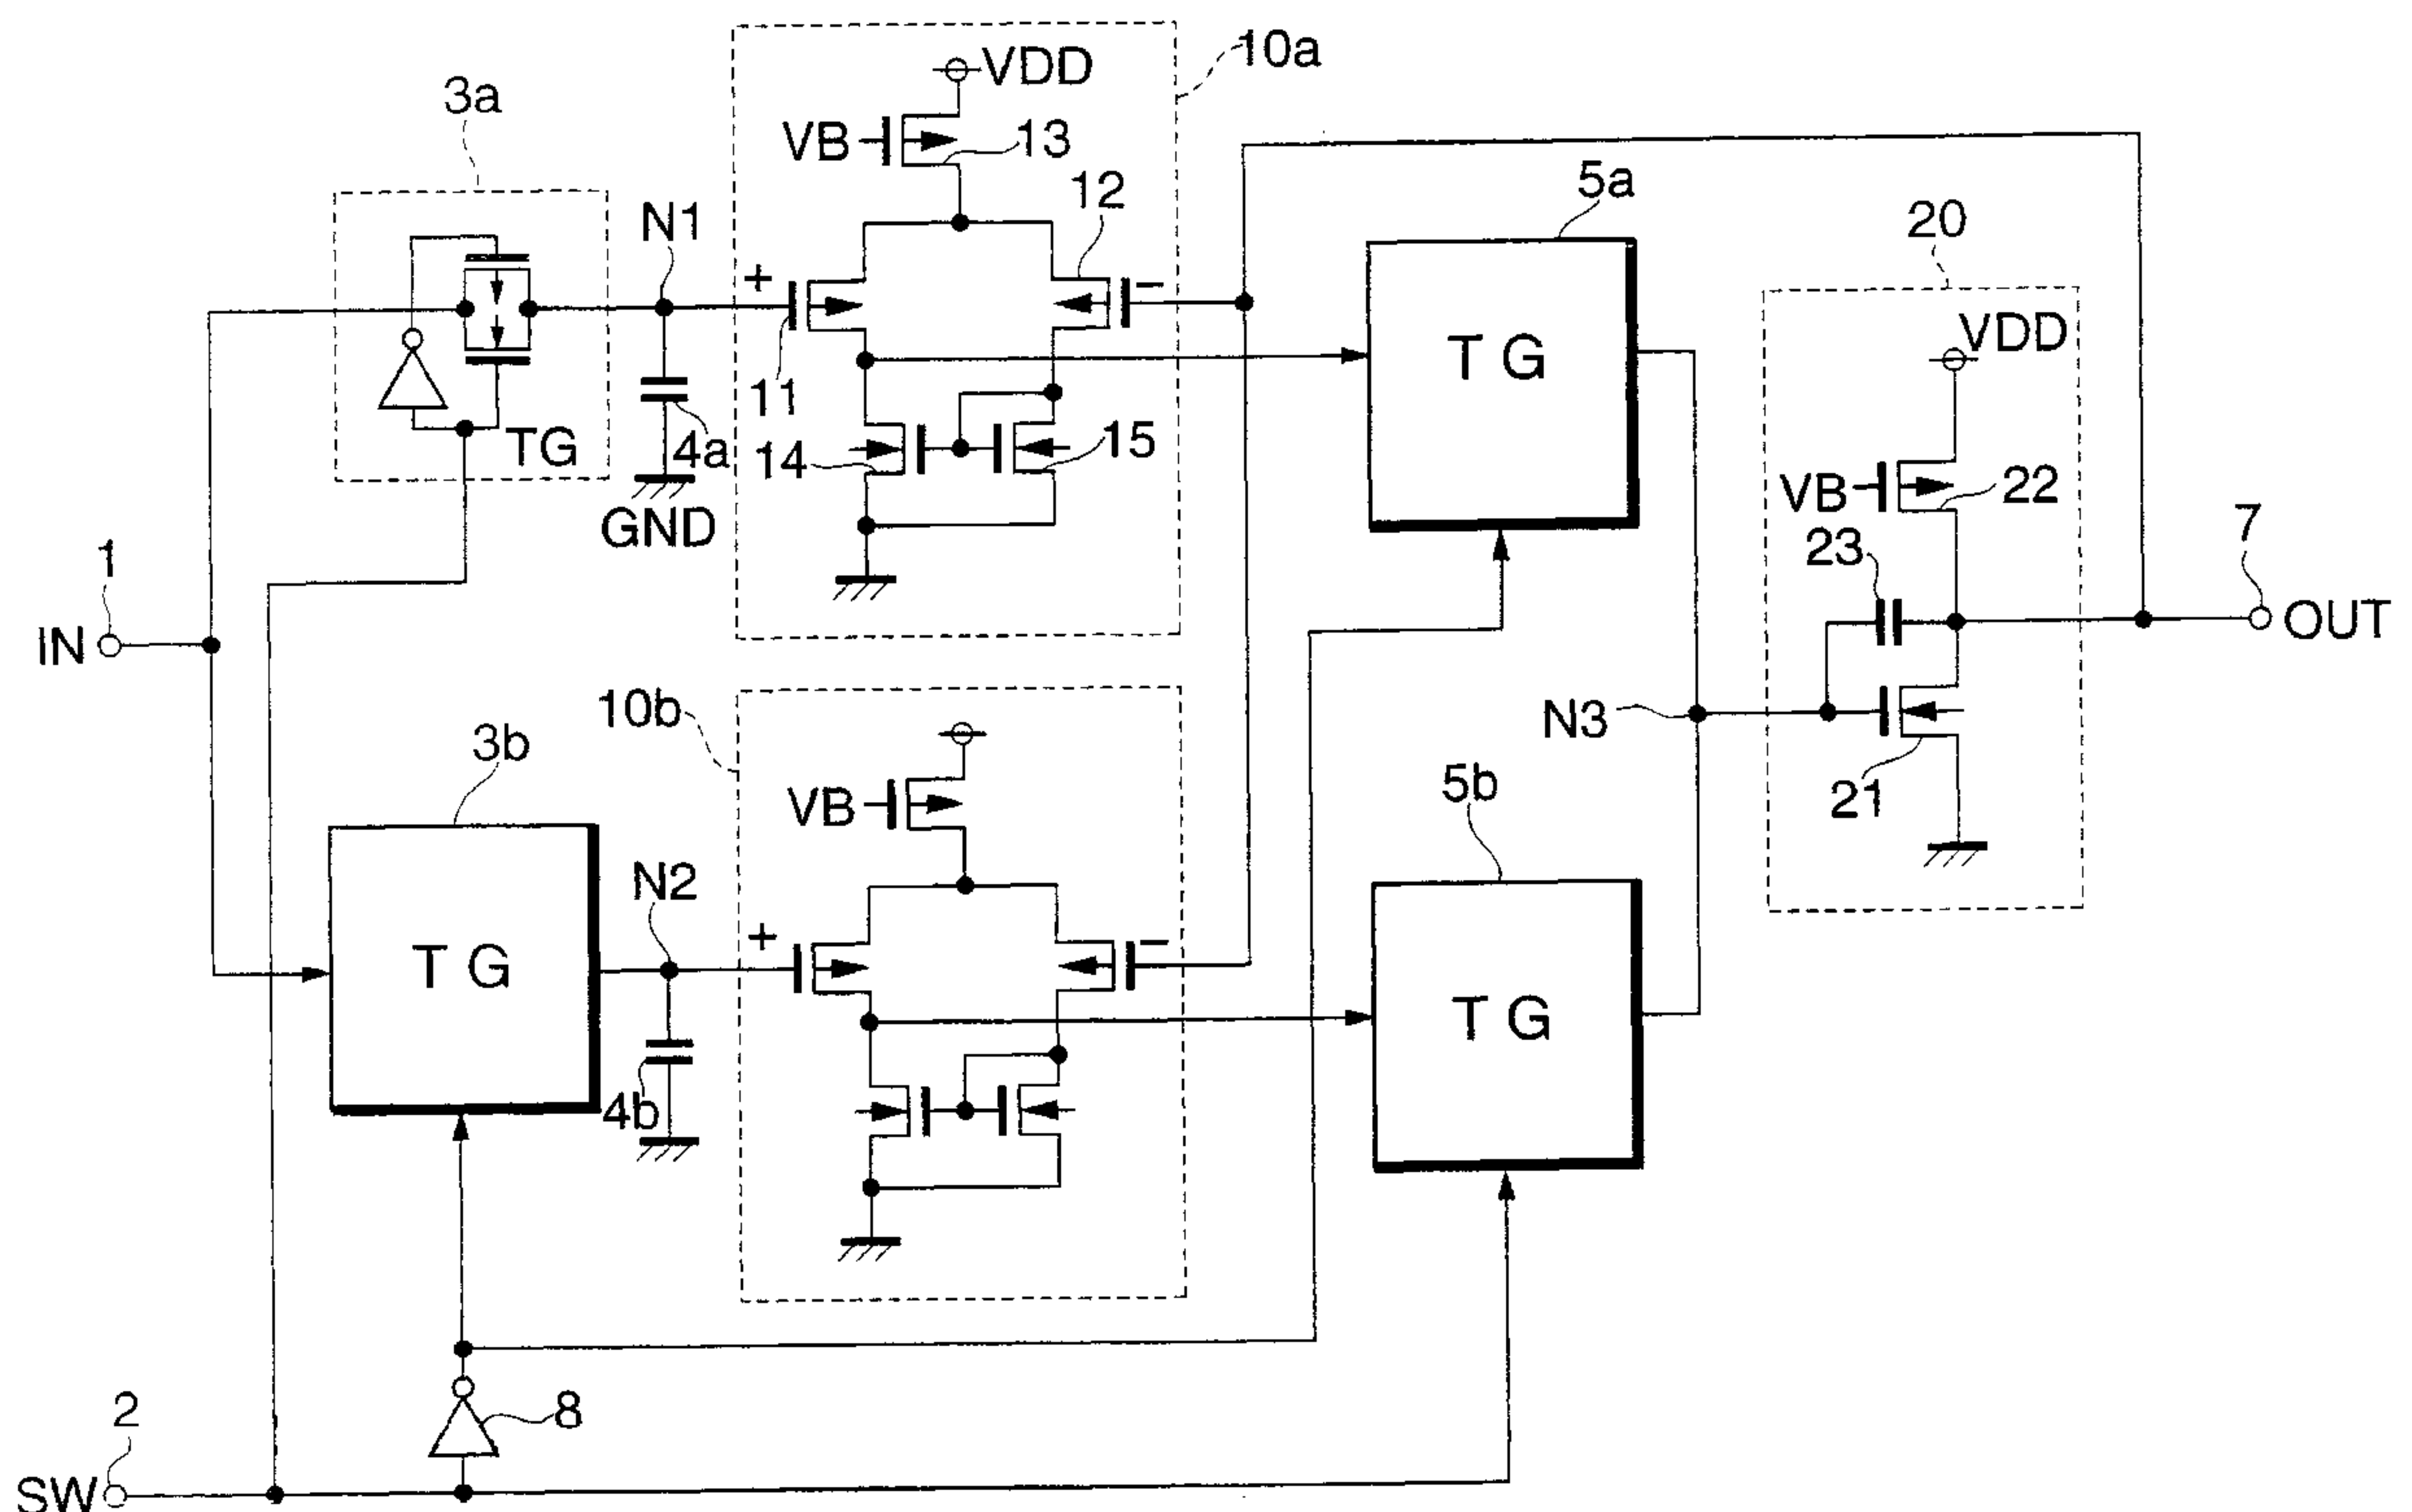 10a
VDD
3a
VB
13
12
5a
20
N1
+
−
VDD
TG
11
4a
14
15
TG
VB
22
GND
23
7
1
IN
OUT
10b
N3
3b
VB
5b
21
N2
+
−
TG
TG
4b
2
8
SW